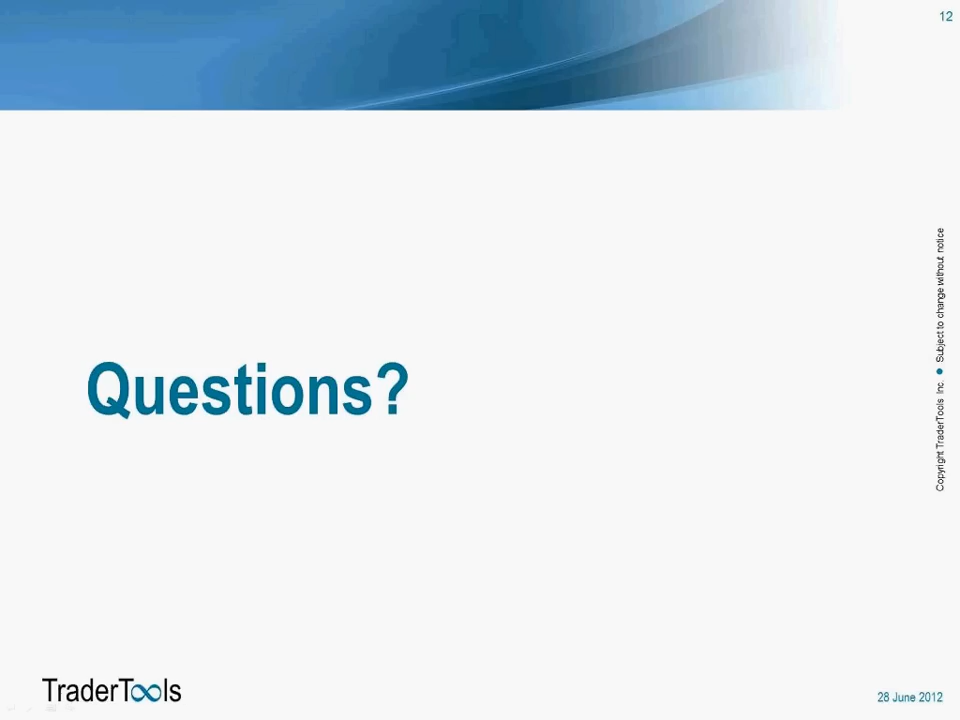 12
Copyright TraderTools Inc. ● Subject to change without notice
Questions?
TraderTools
28 June 2012